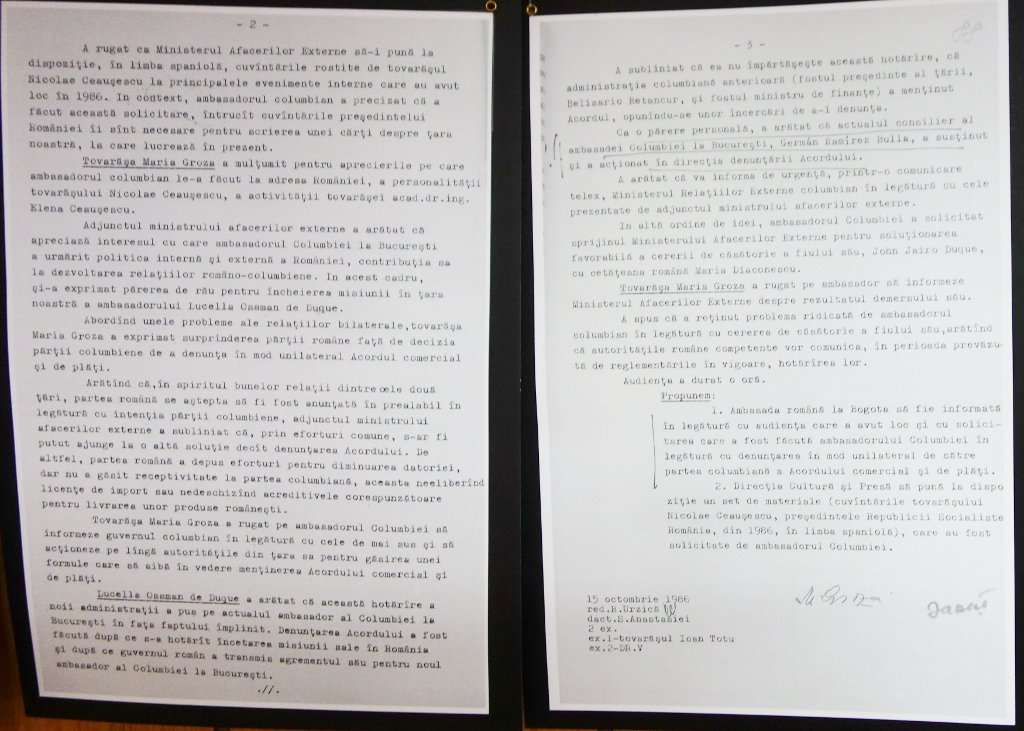 - 2 -
A rugat ca Ministerul Afacerilor Externe să-i pună la
dispoziție, în limba spaniolă, cuvîntările rostite de tovarășul
Nicolae Ceaușescu la principalele evenimente interne care au avut
loc în 1986. In context, ambasadorul columbian a precizat că a
făcut această solicitare, întrucît cuvîntările președintelui
României îi sînt necesare pentru scrierea unei cărți despre țara
noastră, la care lucrează în prezent.
Tovarășa Maria Groza a mulțumit pentru aprecierile pe care
ambasadorul columbian le-a făcut la adresa României, a personalității
tovarășului Nicolae Ceaușescu, a activității tovarășei acad.dr.ing.
Elena Ceaușescu.
Adjunctul ministrului afacerilor externe a arătat că
apreciază interesul cu care ambasadorul Columbiei la București
a urmărit politica internă și externă a României, contribuția sa
la dezvoltarea relațiilor româno-columbiene. In acest cadru,
și-a exprimat părerea de rău pentru încheierea misiunii în țara
noastră a ambasadorului Lucella Ossman de Duque.
Abordînd unele probleme ale relațiilor bilaterale,tovarășa
Maria Groza a exprimat surprinderea părții române față de decizia
părții columbiene de a denunța în mod unilateral Acordul comercial
și de plăți.
Arătînd că,în spiritul bunelor relații dintre cele două
țări, partea română se aștepta să fi fost anunțată în prealabil în
legătură cu intenția părții columbiene, adjunctul ministrului
afacerilor externe a subliniat că, prin eforturi comune, s-ar fi
putut ajunge la o altă soluție decît denunțarea Acordului. De
altfel, partea română a depus eforturi pentru diminuarea datoriei,
dar nu a găsit receptivitate la partea columbiană, aceasta neeliberînd
licențe de import sau nedeschizînd acreditivele corespunzătoare
pentru livrarea unor produse românești.
Tovarășa Maria Groza a rugat pe ambasadorul Columbiei să
informeze guvernul columbian în legătură cu cele de mai sus și să
acționeze pe lîngă autoritățile din țara sa pentru găsirea unei
formule care să aibă în vedere menținerea Acordului comercial și
de plăți.
Lucella Ossman de Duque a arătat că această hotărîre a
noii administrații a pus pe actualul ambasador al Columbiei la
București în fața faptului împlinit. Denunțarea Acordului a fost
făcută după ce s-a hotărît încetarea misiunii sale în România
și după ce guvernul român a transmis agrementul său pentru noul
ambasador al Columbiei la București.
.//.
- 3 -
A subliniat că ea nu împărtășește această hotărîre, că
administrația columbiană anterioară (fostul președinte al țării,
Belisario Betancur, și fostul ministru de finanțe) a menținut
Acordul, opunîndu-se unor încercări de a-l denunța.
Ca o părere personală, a arătat că actualul consilier al
ambasadei Columbiei la București, Germán Ramírez Bulla, a susținut
și a acționat în direcția denunțării Acordului.
A arătat că va informa de urgență, printr-o comunicare
telex, Ministerul Relațiilor Externe columbian în legătură cu cele
prezentate de adjunctul ministrului afacerilor externe.
In altă ordine de idei, ambasadorul Columbiei a solicitat
sprijinul Ministerului Afacerilor Externe pentru soluționarea
favorabilă a cererii de căsătorie a fiului său, John Jairo Duque,
cu cetățeana română Maria Diaconescu.
Tovarășa Maria Groza a rugat pe ambasador să informeze
Ministerul Afacerilor Externe despre rezultatul demersului său.
A spus că a reținut problema ridicată de ambasadorul
columbian în legătură cu cererea de căsătorie a fiului său,arătînd
că autoritățile române competente vor comunica, în perioada prevăzu-
tă de reglementările în vigoare, hotărîrea lor.
Audiența a durat o oră.
Propunem:
1. Ambasada română la Bogota să fie informată
în legătură cu audiența care a avut loc și cu solici-
tarea care a fost făcută ambasadorului Columbiei în
legătură cu denunțarea în mod unilateral de către
partea columbiană a Acordului comercial și de plăți.
2. Direcția Cultură și Presă să pună la dispo
ziție un set de materiale (cuvîntările tovarășului
Nicolae Ceaușescu, președintele Republicii Socialiste
România, din 1986, în limba spaniolă), care au fost
solicitate de ambasadorul Columbiei.
15 octombrie 1986
red.R.Urzică
dact.S.Anastasiei
2 ex.
ex.1-tovarășul Ioan Totu
ex.2-DR.V